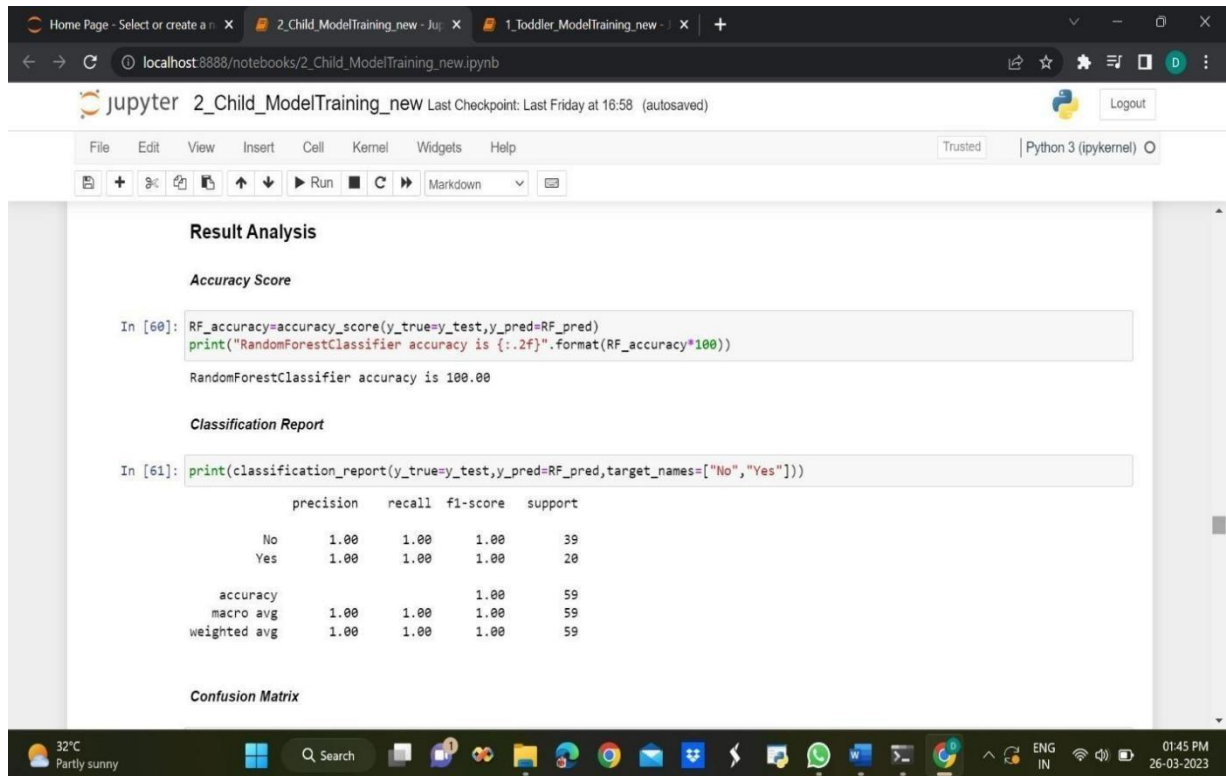 Home Page - Select or create a n
2_Child_ModelTraining_new - Jup
1_Toddler_ModelTraining_new - J
localhost:8888/notebooks/2_Child_ModelTraining_new.ipynb
D
jupyter 2_Child_ModelTraining_new Last Checkpoint: Last Friday at 16:58 (autosaved)
Logout
File Edit View Insert Cell Kernel Widgets Help
Trusted
Python 3 (ipykernel)
Run
Markdown
Result Analysis
Accuracy Score
In [60]: RF_accuracy=accuracy_score(y_true=y_test,y_pred=RF_pred)
print("RandomForestClassifier accuracy is {:.2f}".format(RF_accuracy*100))
RandomForestClassifier accuracy is 100.00
Classification Report
In [61]: print(classification_report(y_true=y_test,y_pred=RF_pred,target_names=["No","Yes"]))
precision recall f1-score support
No 1.00 1.00 1.00 39
Yes 1.00 1.00 1.00 20
accuracy 1.00 59
macro avg 1.00 1.00 1.00 59
weighted avg 1.00 1.00 1.00 59
Confusion Matrix
32°C
Partly sunny
Search
ENG
IN
01:45 PM
26-03-2023